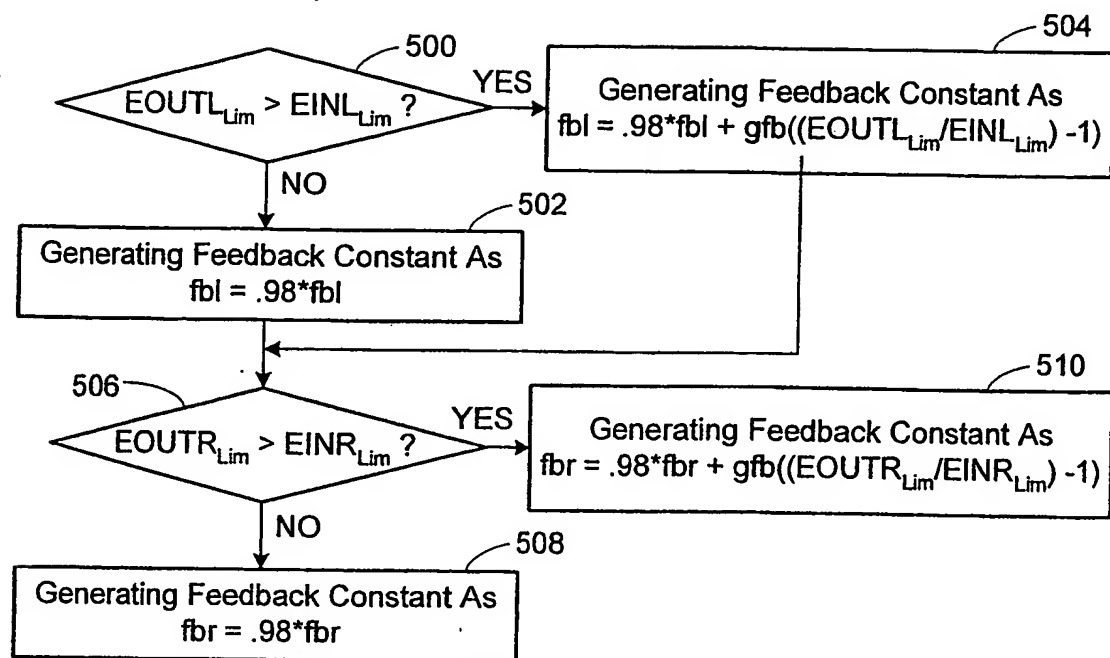 500
EOUTL_Lim > EINL_Lim ?
YES
504
Generating Feedback Constant As
fbl = .98*fbl + gfb((EOUTL_Lim/EINL_Lim) -1)
NO
502
Generating Feedback Constant As
fbl = .98*fbl
506
EOUTR_Lim > EINR_Lim ?
YES
510
Generating Feedback Constant As
fbr = .98*fbr + gfb((EOUTR_Lim/EINR_Lim) -1)
NO
508
Generating Feedback Constant As
fbr = .98*fbr